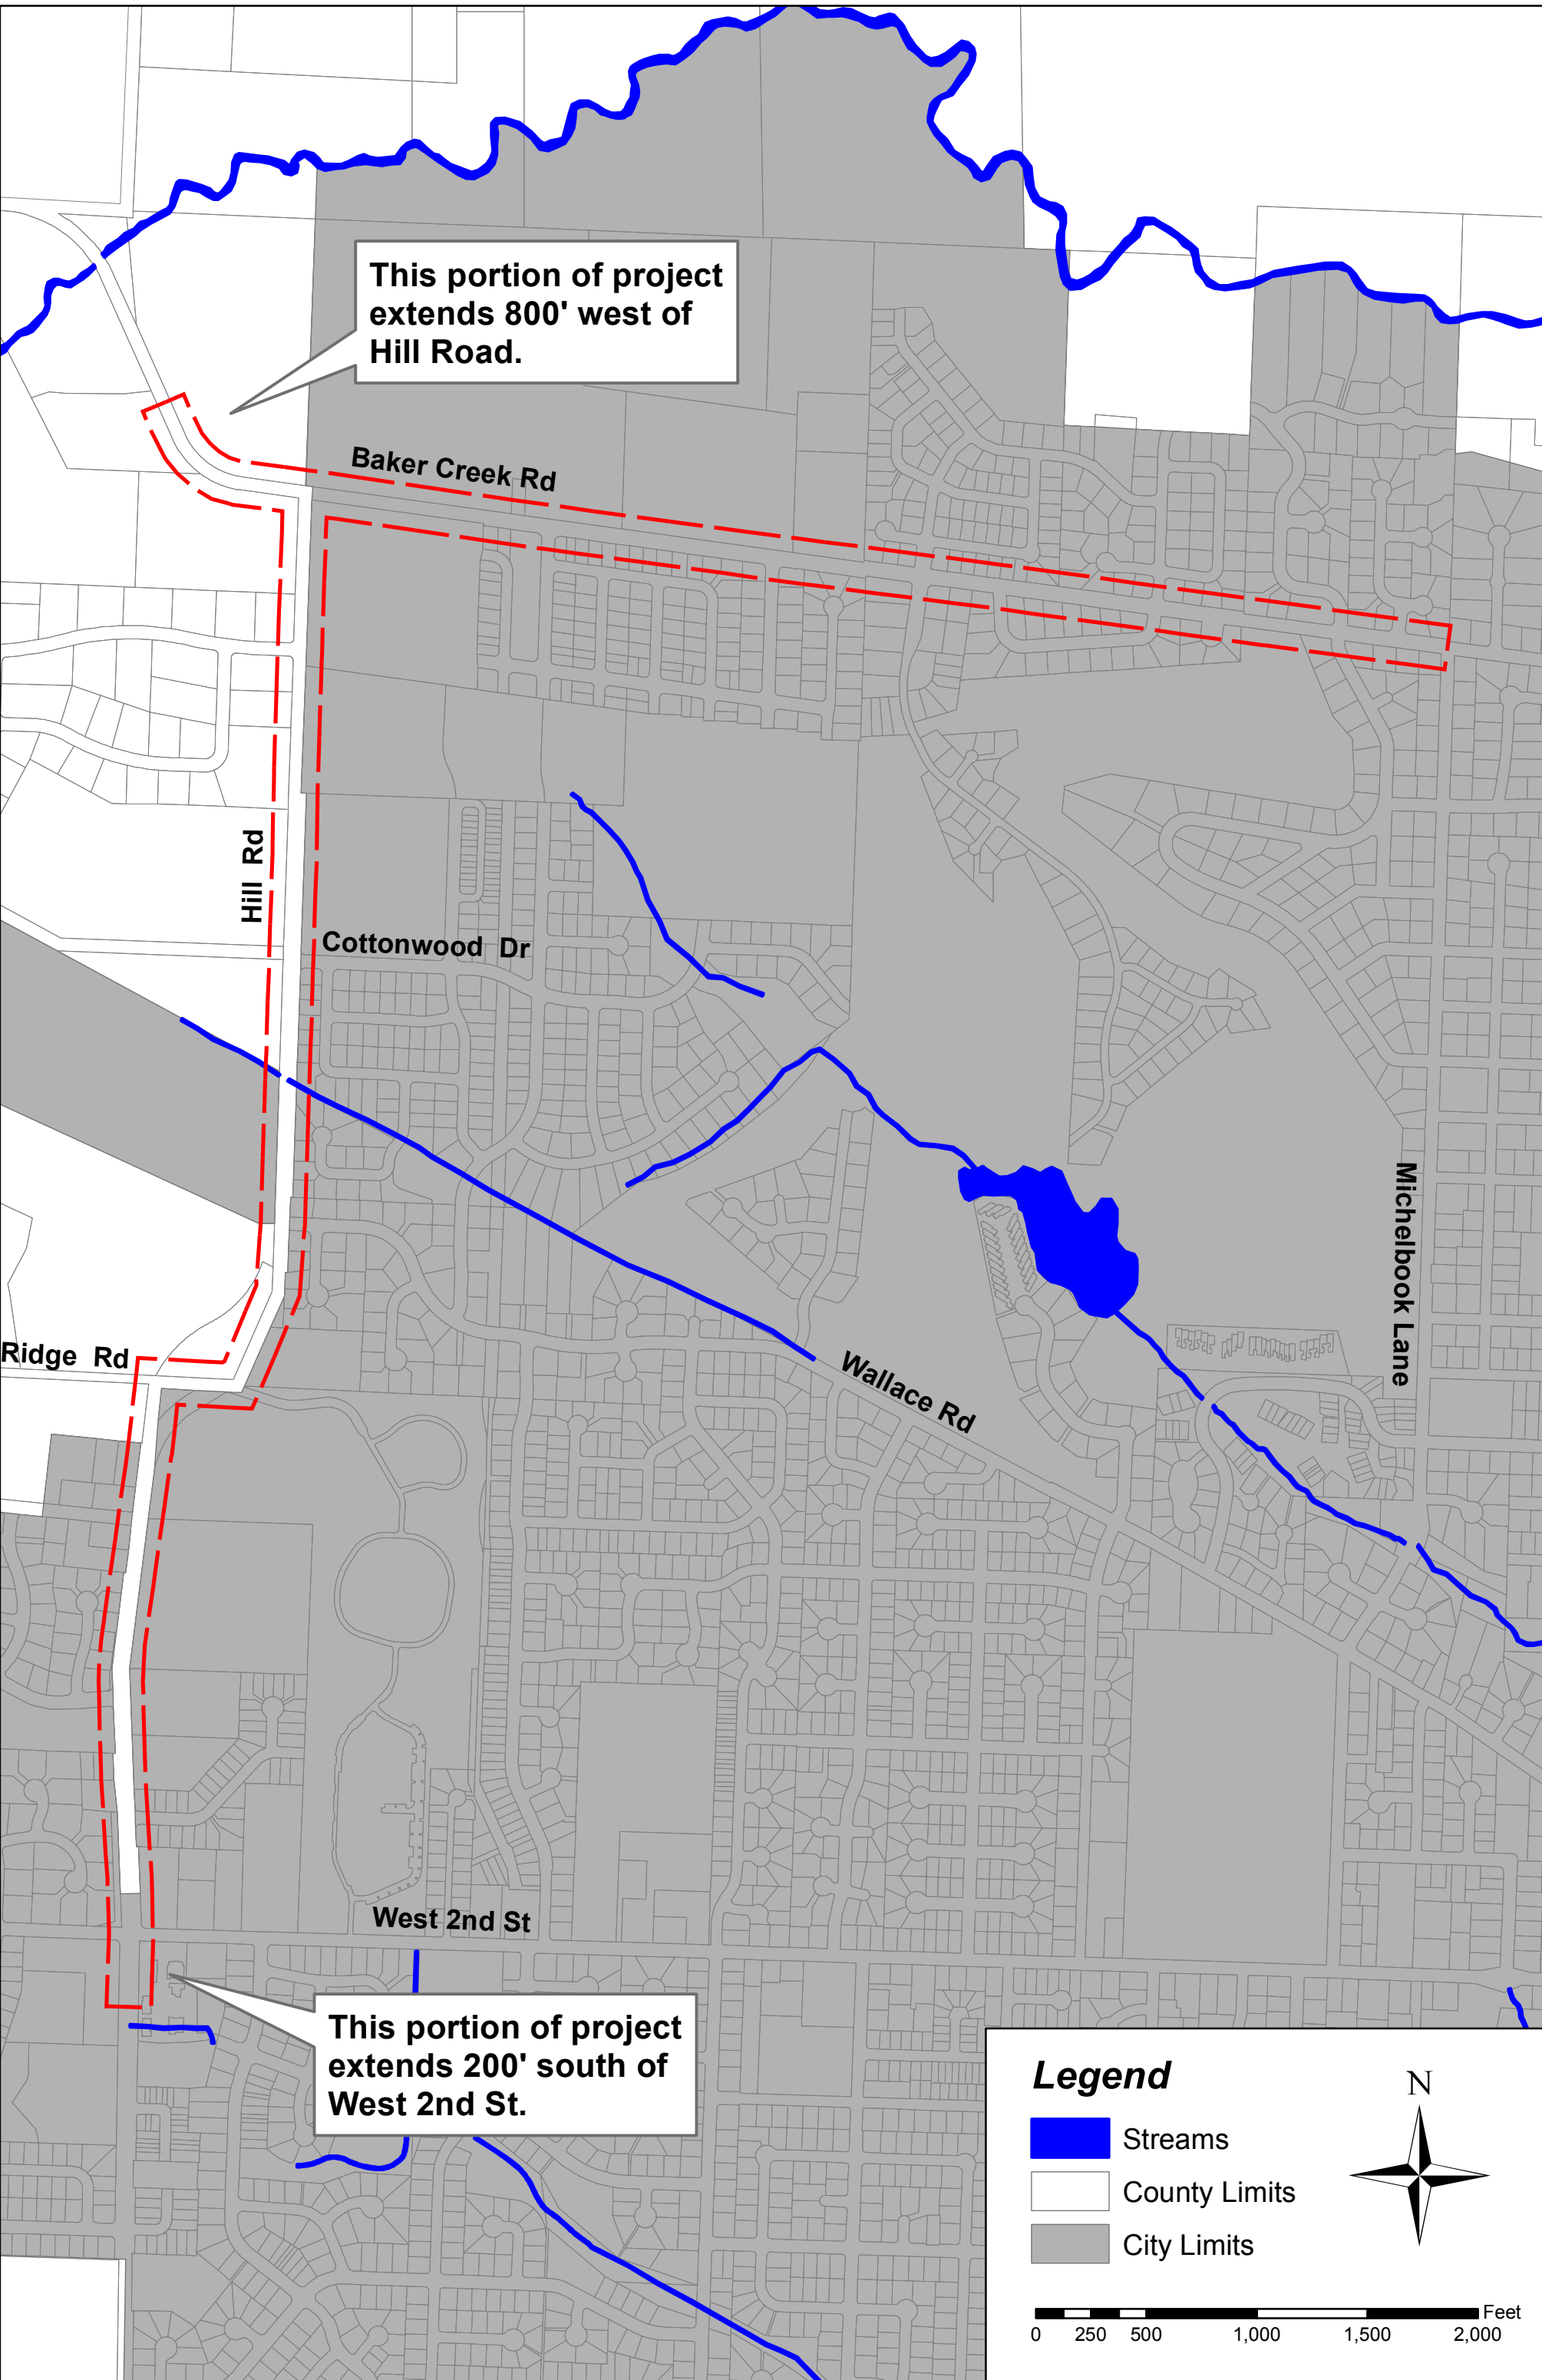 This portion of project
extends 800' west of
Hill Road.
Baker Creek Rd
Hill Rd
Cottonwood Dr
Michelbook Lane
Ridge Rd
Wallace Rd
West 2nd St
This portion of project
extends 200' south of
West 2nd St.
Legend
N
Streams
County Limits
City Limits
Feet
0 250 500 1,000 1,500 2,000